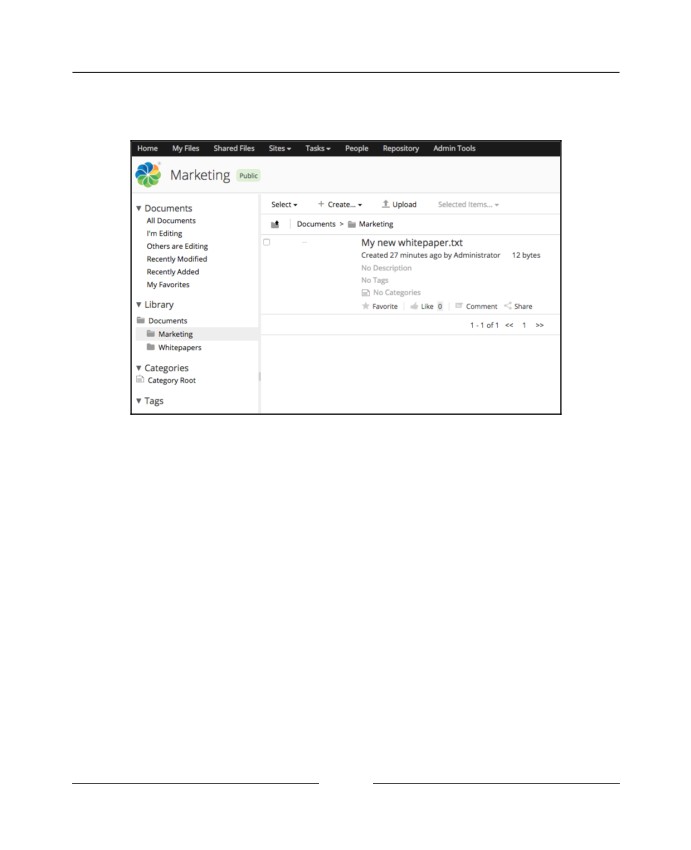 Home My Files Shared Files Sites Tasks People Repository Admin Tools
Marketing Public
Documents
All Documents
I'm Editing
Others are Editing
Recently Modified
Recently Added
My Favorites
Library
Documents
Marketing
Whitepapers
Categories
Category Root
Tags
Select + Create... Upload Selected Items...
Documents > Marketing
My new whitepaper.txt
Created 27 minutes ago by Administrator 12 bytes
No Description
No Tags
No Categories
Favorite Like 0 Comment Share
1 - 1 of 1 << 1 >>